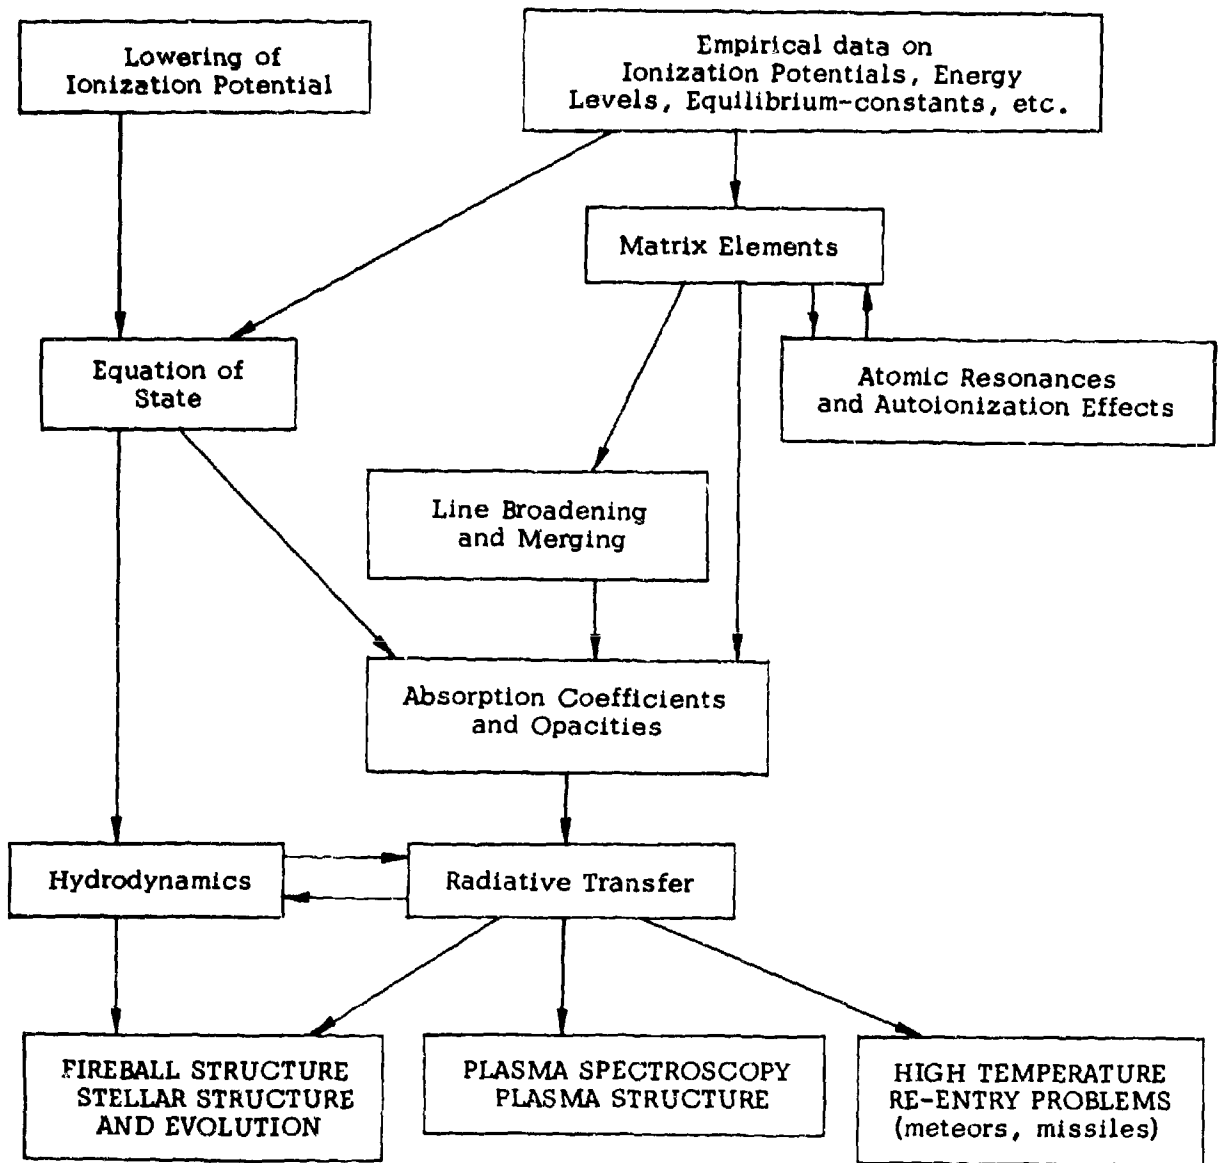 Lowering of
Ionization Potential
Empirical data on
Ionization Potentials, Energy
Levels, Equilibrium-constants, etc.
Matrix Elements
Equation of
State
Atomic Resonances
and Autoionization Effects
Line Broadening
and Merging
Absorption Coefficients
and Opacities
Hydrodynamics
Radiative Transfer
FIREBALL STRUCTURE
STELLAR STRUCTURE
AND EVOLUTION
PLASMA SPECTROSCOPY
PLASMA STRUCTURE
HIGH TEMPERATURE
RE-ENTRY PROBLEMS
(meteors, missiles)